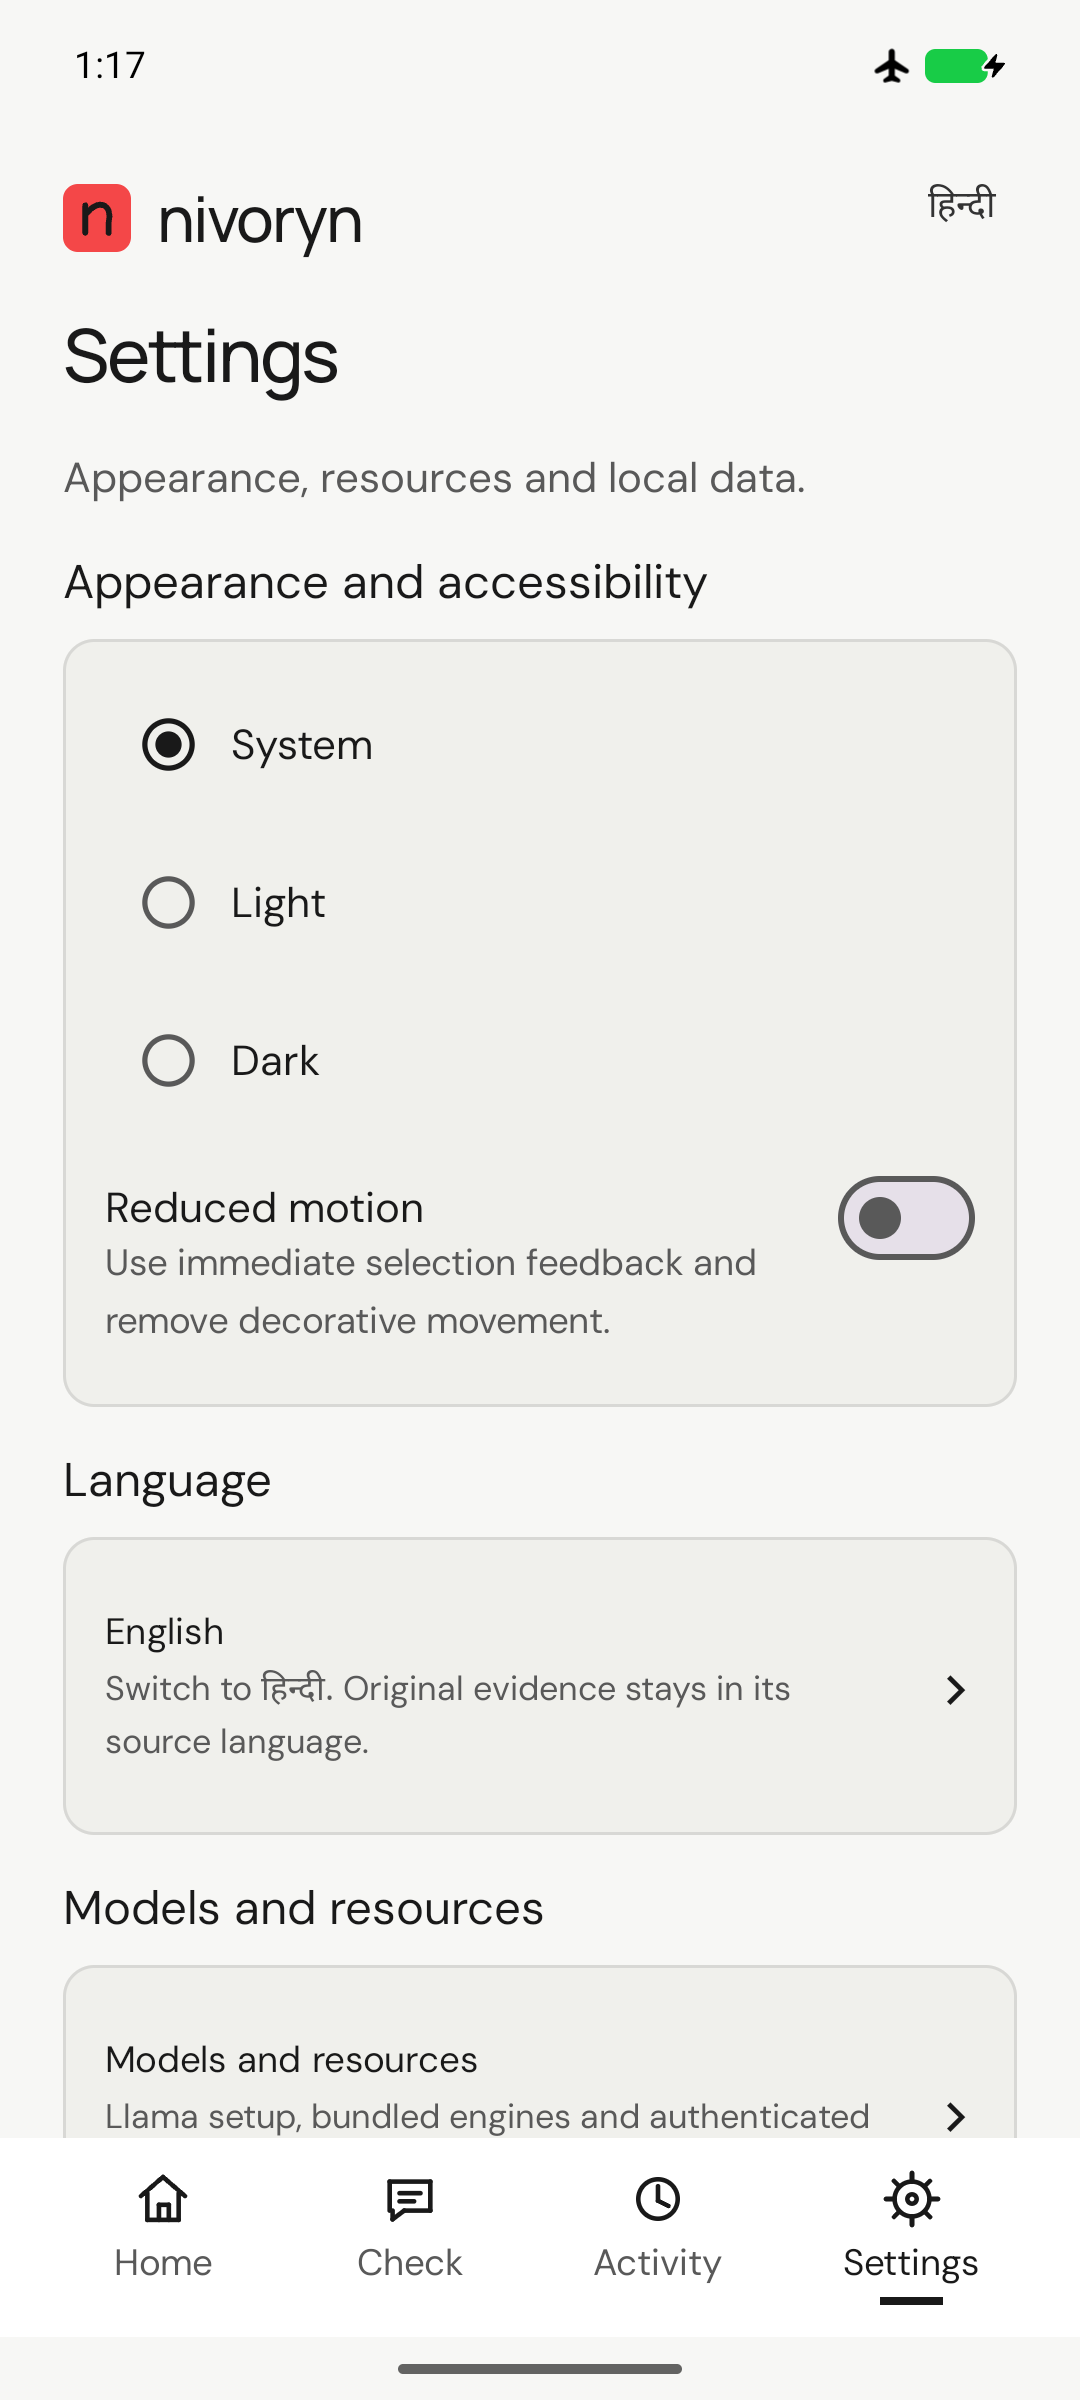 1:17
n nivoryn
हिन्दी
Settings
Appearance, resources and local data.
Appearance and accessibility
System
Light
Dark
Reduced motion
Use immediate selection feedback and
remove decorative movement.
Language
English
Switch to हिन्दी. Original evidence stays in its
source language.
Models and resources
Models and resources
Llama setup, bundled engines and authenticated
Home
Check
Activity
Settings